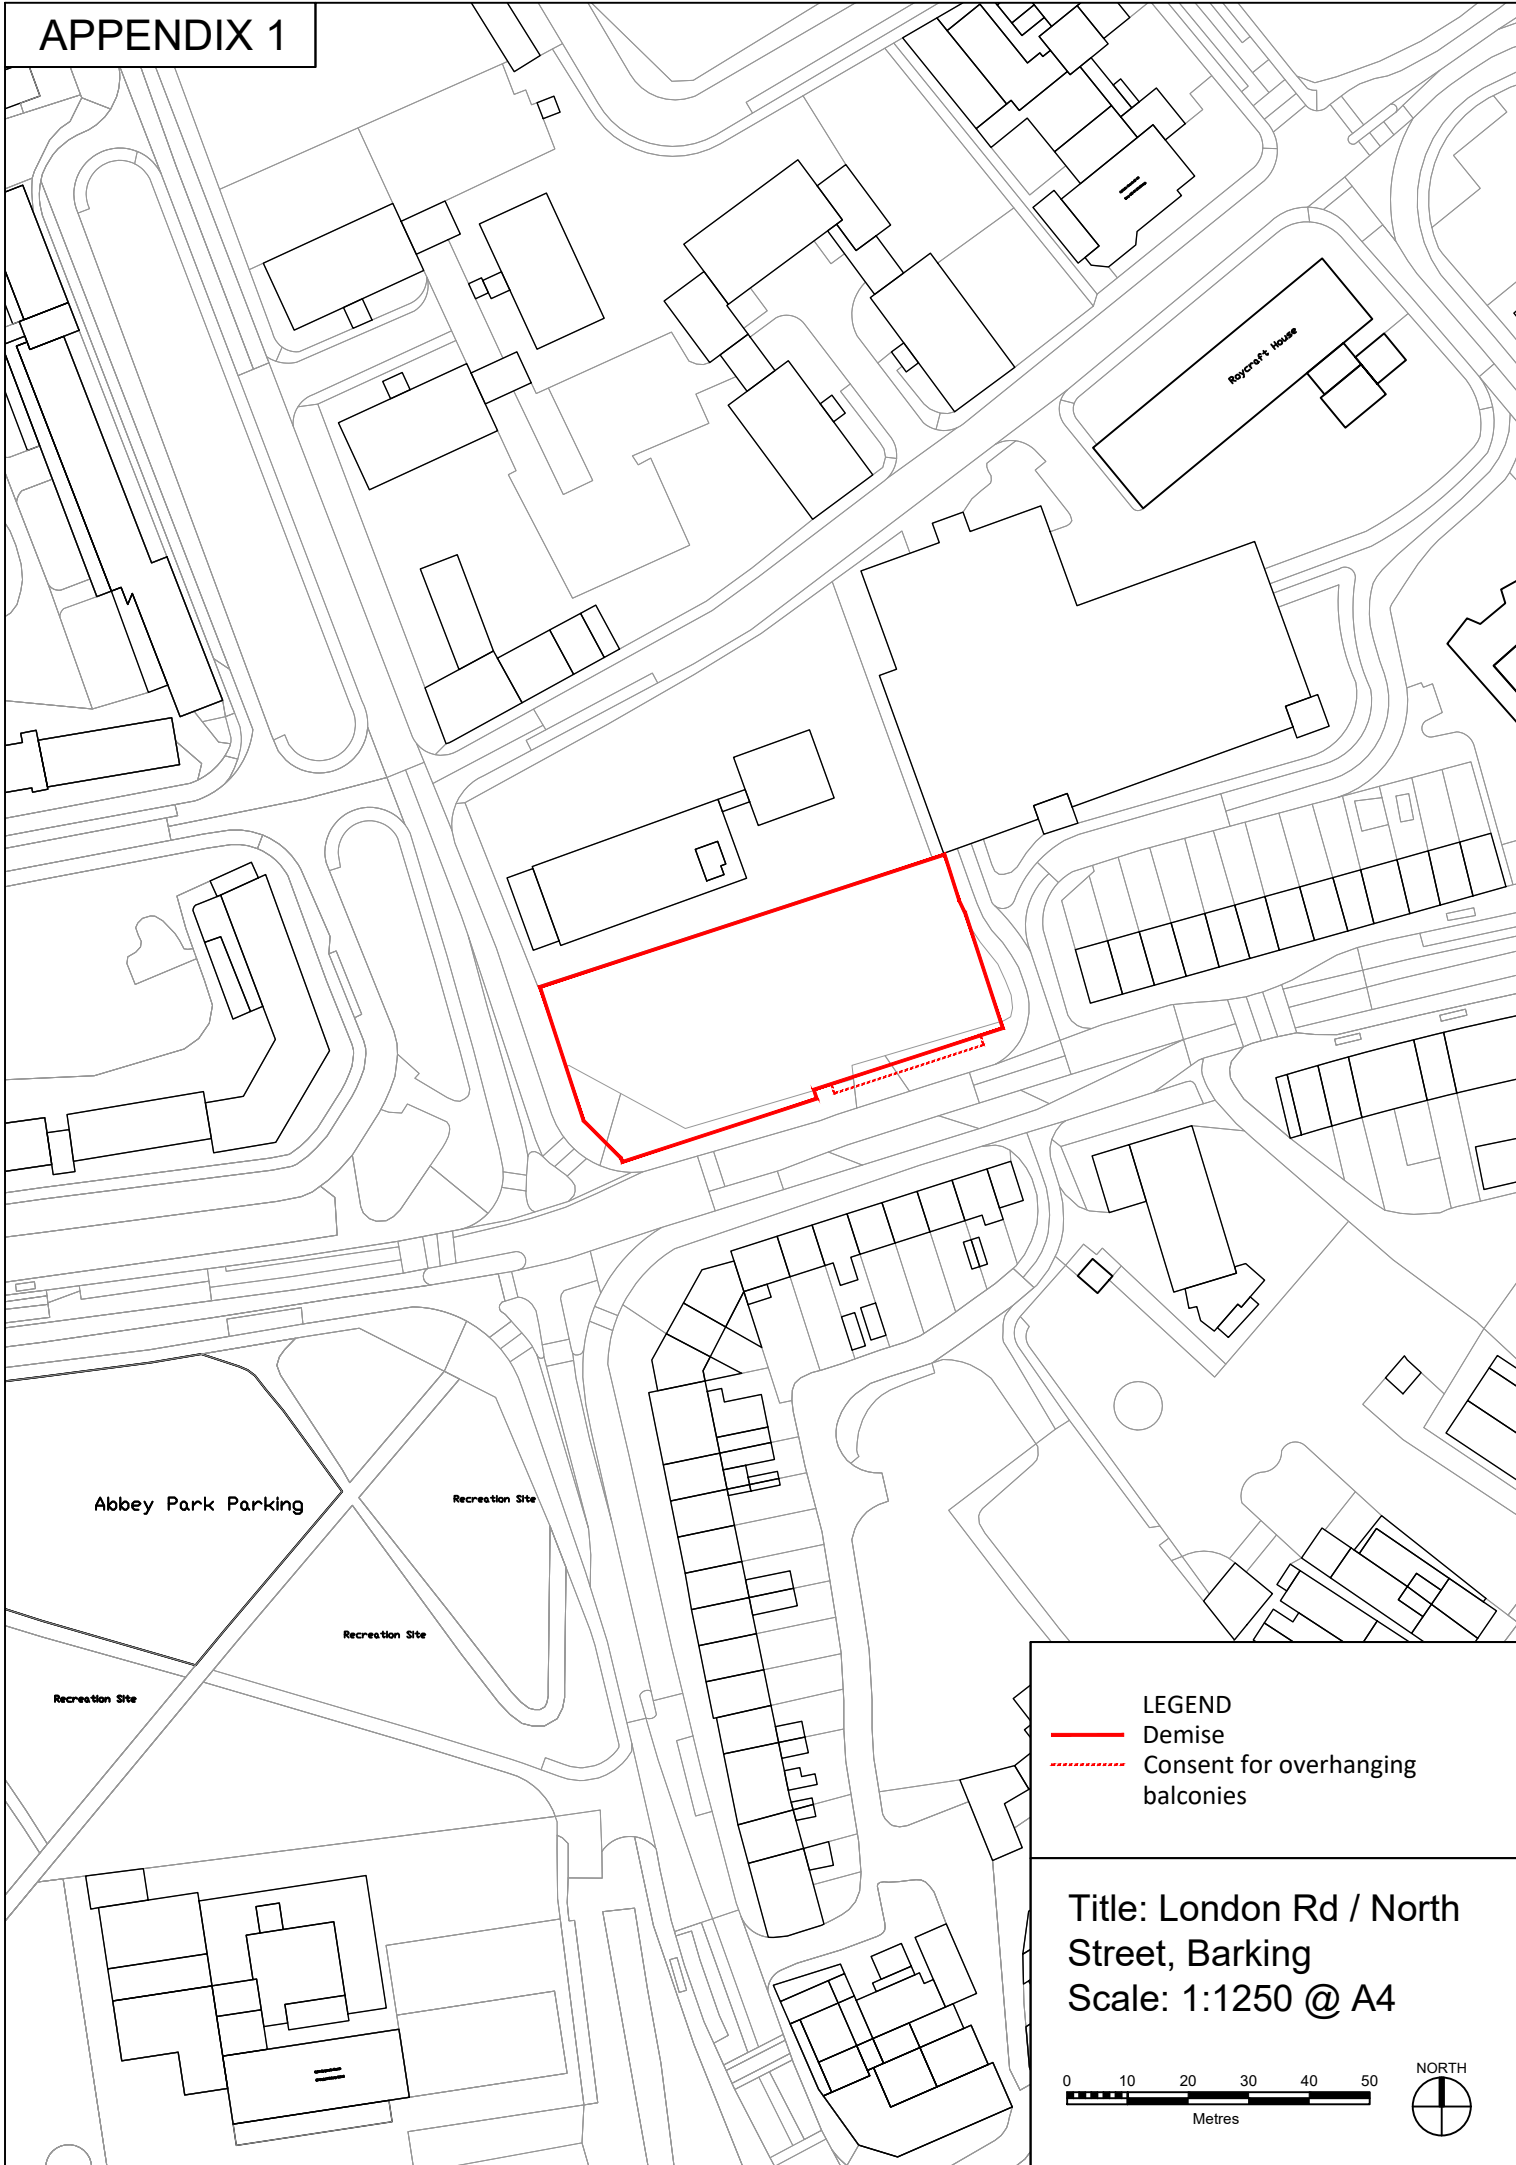 APPENDIX 1
Roycraft House
Abbey Park Parking
Recreation Site
Recreation Site
Recreation Site
LEGEND
Demise
Consent for overhanging
balconies
Title: London Rd / North
Street, Barking
Scale: 1:1250 @ A4
0 10 20 30 40 50
Metres
NORTH